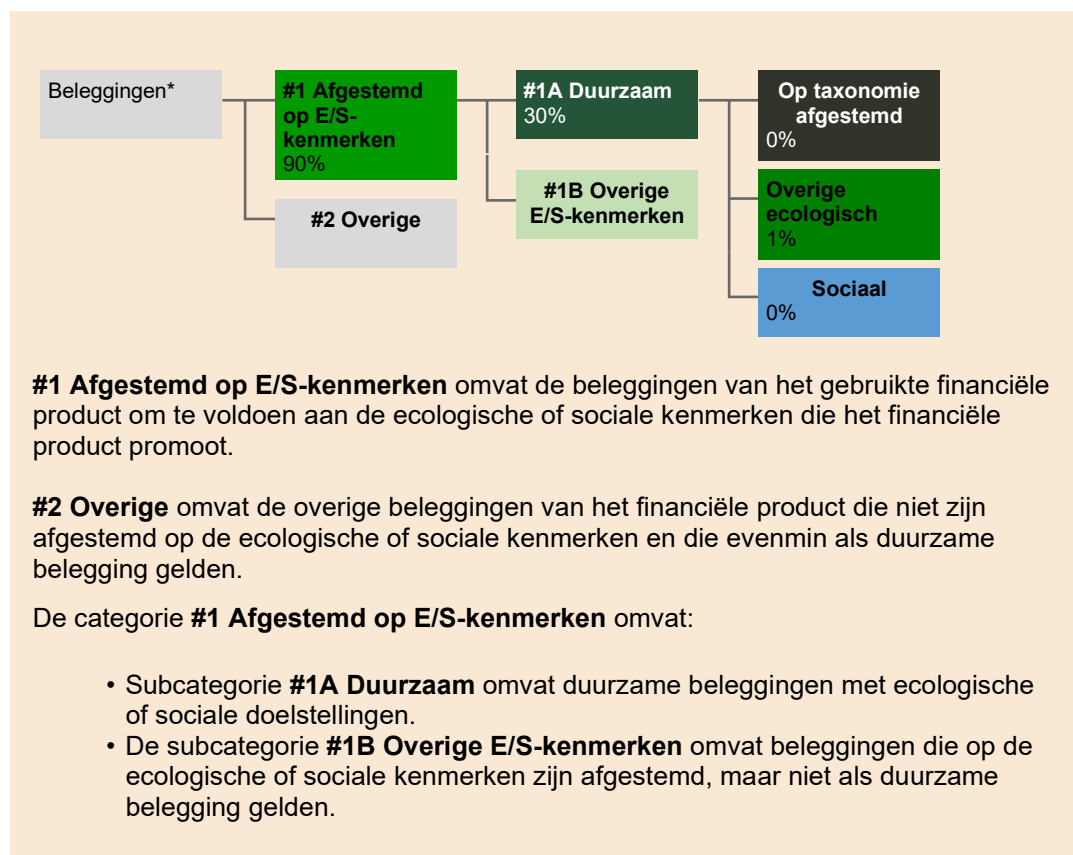 Beleggingen*
#1 Afgestemd
op E/S-
kenmerken
90%
#2 Overige
#1A Duurzaam
30%
#1B Overige
E/S-kenmerken
Op taxonomie
afgestemd
0%
Overige
ecologisch
1%
Sociaal
0%
#1 Afgestemd op E/S-kenmerken omvat de beleggingen van het gebruikte financiële
product om te voldoen aan de ecologische of sociale kenmerken die het financiële
product promoot.
#2 Overige omvat de overige beleggingen van het financiële product die niet zijn
afgestemd op de ecologische of sociale kenmerken en die evenmin als duurzame
belegging gelden.
De categorie #1 Afgestemd op E/S-kenmerken omvat:
• Subcategorie #1A Duurzaam omvat duurzame beleggingen met ecologische
of sociale doelstellingen.
• De subcategorie #1B Overige E/S-kenmerken omvat beleggingen die op de
ecologische of sociale kenmerken zijn afgestemd, maar niet als duurzame
belegging gelden.